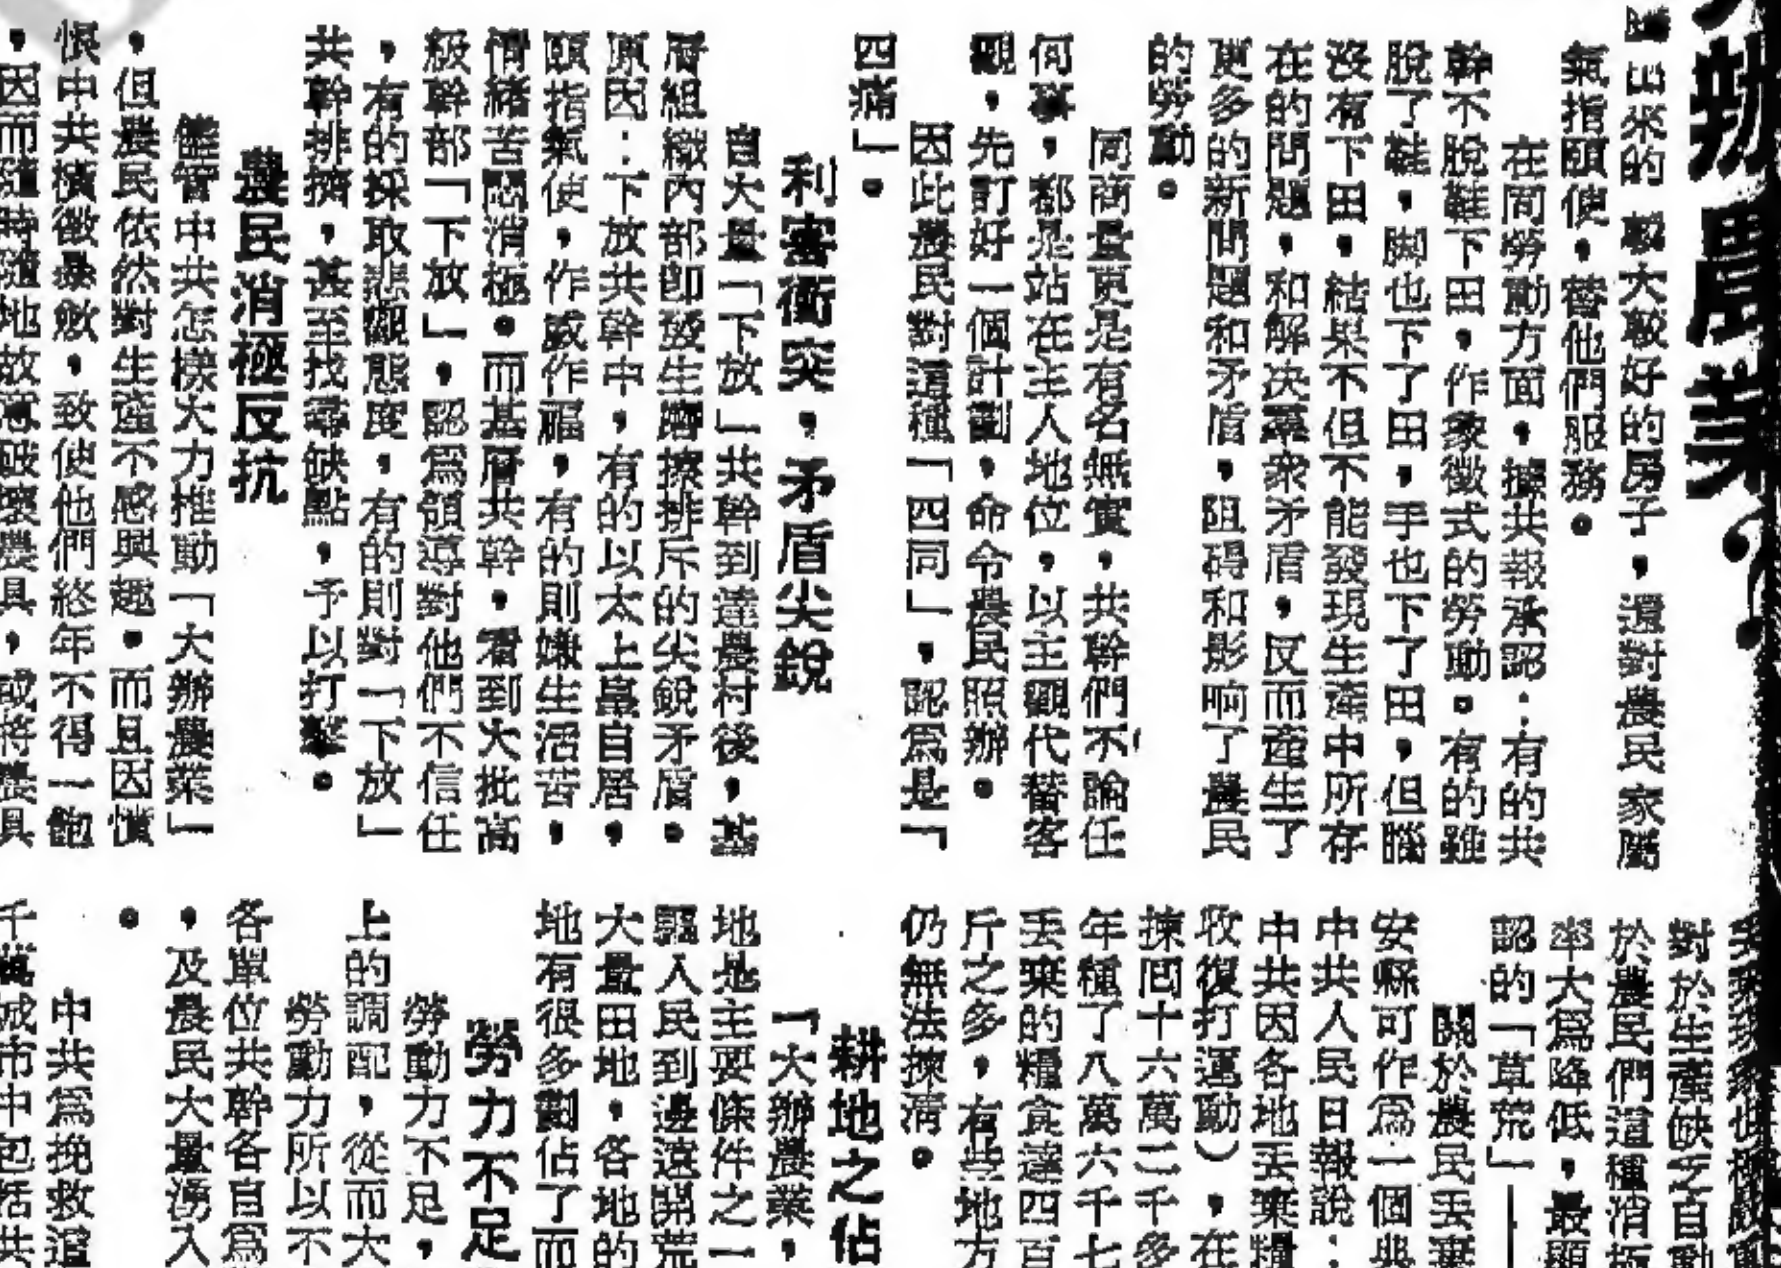 大辦農業
出來的較大較好的房子，還對農民家屬
氣指頤使，替他們服務。
在同勞動方面，據共報承認：有的共
幹不脫鞋下田，作象徵式的勞動。有的雖
脫了鞋，脚也下了田，手也下了田，但腦
沒有下田，結果不但不能發現生產中所存
在的問題，和解决羣衆矛盾，反而產生了
更多的新問題和矛盾，阻碍和影响了農民
的勞動。
同商量更是有名無實，共幹們不論任
何事，都是站在主人地位，以主觀代替客
觀，先訂好一個計劃，命令農民照辦。
因此農民對這種「四同」，認爲是「
四痛」。
利害衝突，矛盾尖銳
自大量「下放」共幹到達農村後，基
層組織內部卽發生磨擦排斥的尖銳矛盾。
原因：下放共幹中，有的以太上皇自居，
頤指氣使，作威作福，有的則嫌生活苦，
情緒苦悶消極。而基層共幹，看到大批高
級幹部「下放」，認爲領導對他們不信任
，有的採取悲觀態度，有的則對「下放」
共幹排擠，甚至找尋缺點，予以打擊。
農民消極反抗
儘管中共怎樣大力推動「大辦農業」
，但農民依然對生產不感興趣，而且因憤
恨中共橫徵暴斂，致使他們終年不得一飽
，因而隨時隨地故意破壞農具，或將農具
對於生產缺乏自動
於農民們這種消極
率大爲降低，最顯
認的「草荒」——
關於農民丟棄
安縣可作爲一個典
中共人民日報說：
中共因各地丟棄糧
收復打運動），在
揀回十六萬二千多
年種了八萬六千七
丟棄的糧食達四百
斤之多，有些地方
仍無法揀淸。
耕地之佔
「大辦農業，
地是主要條件之一
驅人民到邊遠開荒
大量田地，各地的
地有很多劃佔了而
勞力不足
勞動力不足，
上的調配，從而大
勞動力所以不
各單位共幹各自爲
，及農民大量湧入
。
中共爲挽救這
千萬城市中包括共